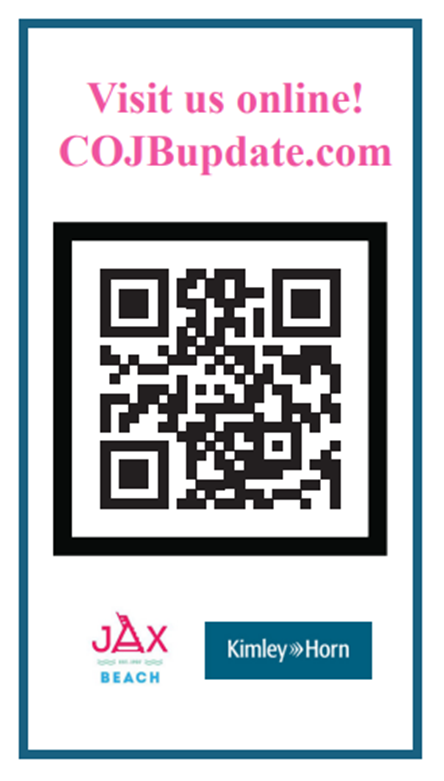 Visit us online!
COJBupdate.com
JAX
BEACH
Kimley»Horn